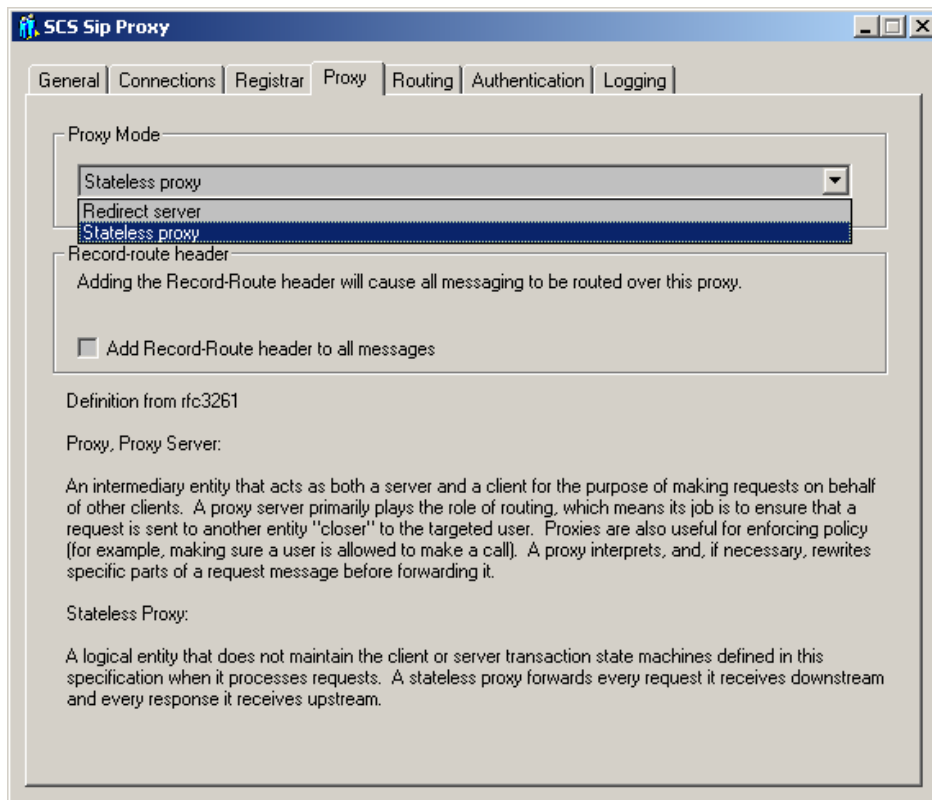 SCS Sip Proxy
General Connections Registrar Proxy Routing Authentication Logging
Proxy Mode
Stateless proxy
Redirect server
Stateless proxy
Record-route header
Adding the Record-Route header will cause all messaging to be routed over this proxy.
Add Record-Route header to all messages
Definition from rfc3261
Proxy, Proxy Server:
An intermediary entity that acts as both a server and a client for the purpose of making requests on behalf
of other clients.  A proxy server primarily plays the role of routing, which means its job is to ensure that a
request is sent to another entity "closer" to the targeted user.  Proxies are also useful for enforcing policy
(for example, making sure a user is allowed to make a call).  A proxy interprets, and, if necessary, rewrites
specific parts of a request message before forwarding it.
Stateless Proxy:
A logical entity that does not maintain the client or server transaction state machines defined in this
specification when it processes requests.  A stateless proxy forwards every request it receives downstream
and every response it receives upstream.